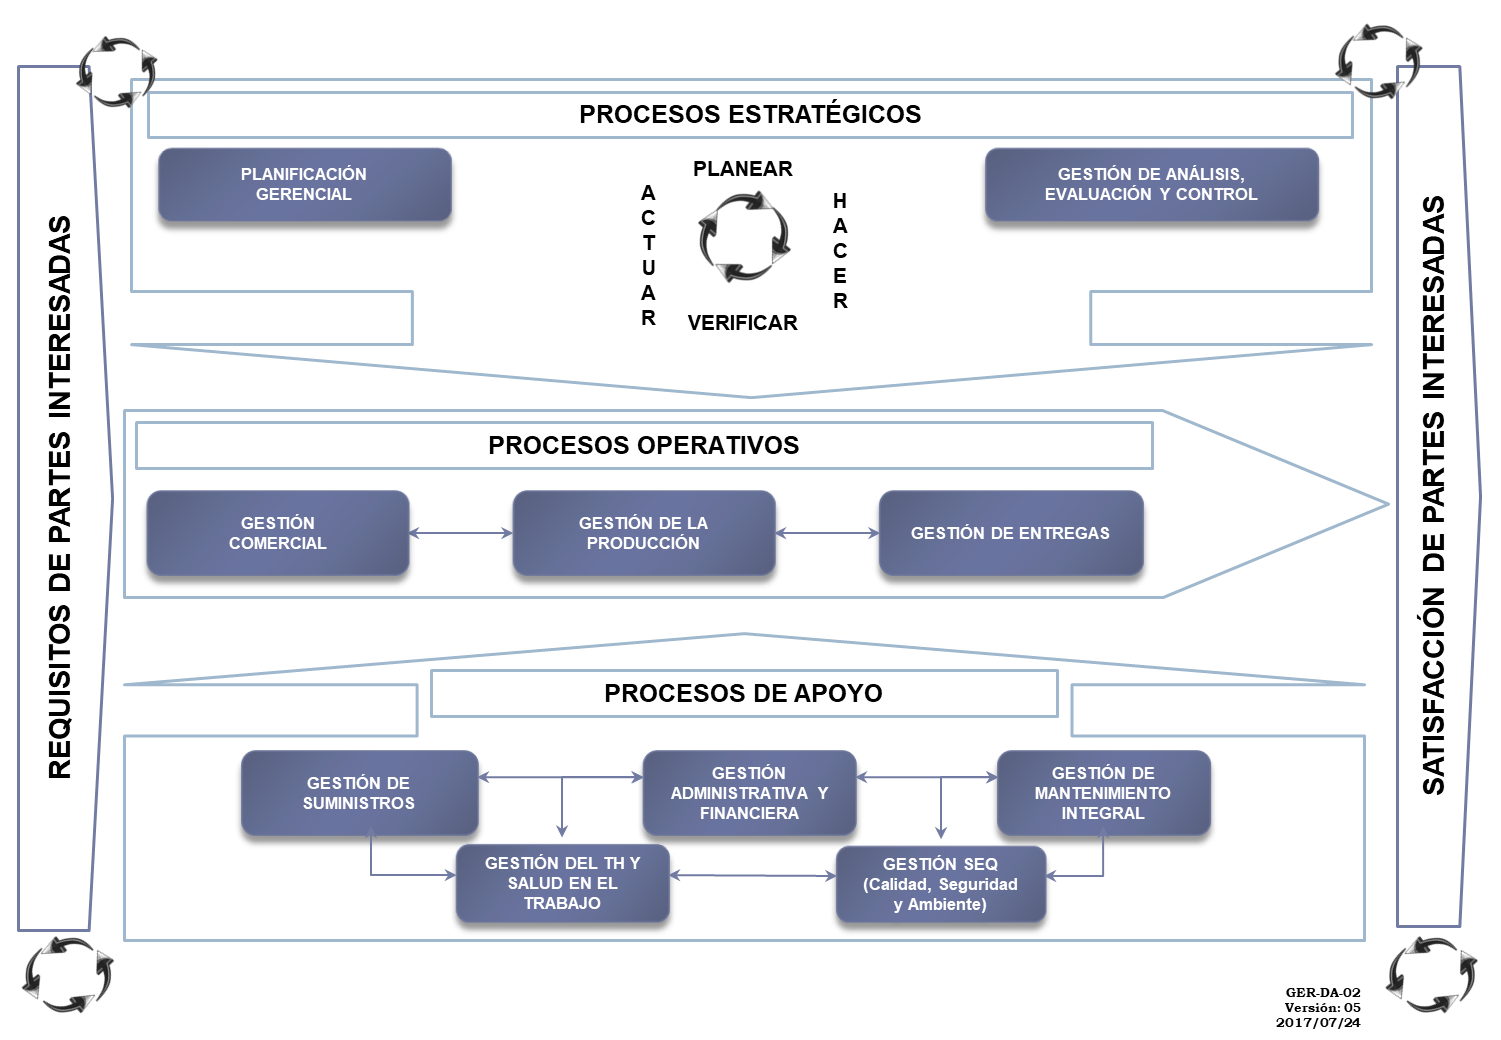 PROCESOS ESTRATÉGICOS
PLANIFICACIÓN
GERENCIAL
PLANEAR
ACTUAR
HACER
VERIFICAR
GESTIÓN DE ANÁLISIS,
EVALUACIÓN Y CONTROL
REQUISITOS DE PARTES INTERESADAS
SATISFACCIÓN DE PARTES INTERESADAS
PROCESOS OPERATIVOS
GESTIÓN
COMERCIAL
GESTIÓN DE LA
PRODUCCIÓN
GESTIÓN DE ENTREGAS
PROCESOS DE APOYO
GESTIÓN DE
SUMINISTROS
GESTIÓN
ADMINISTRATIVA Y
FINANCIERA
GESTIÓN DE
MANTENIMIENTO
INTEGRAL
GESTIÓN DEL TH Y
SALUD EN EL
TRABAJO
GESTIÓN SEQ
(Calidad, Seguridad
y Ambiente)
GER-DA-02
Versión: 05
2017/07/24